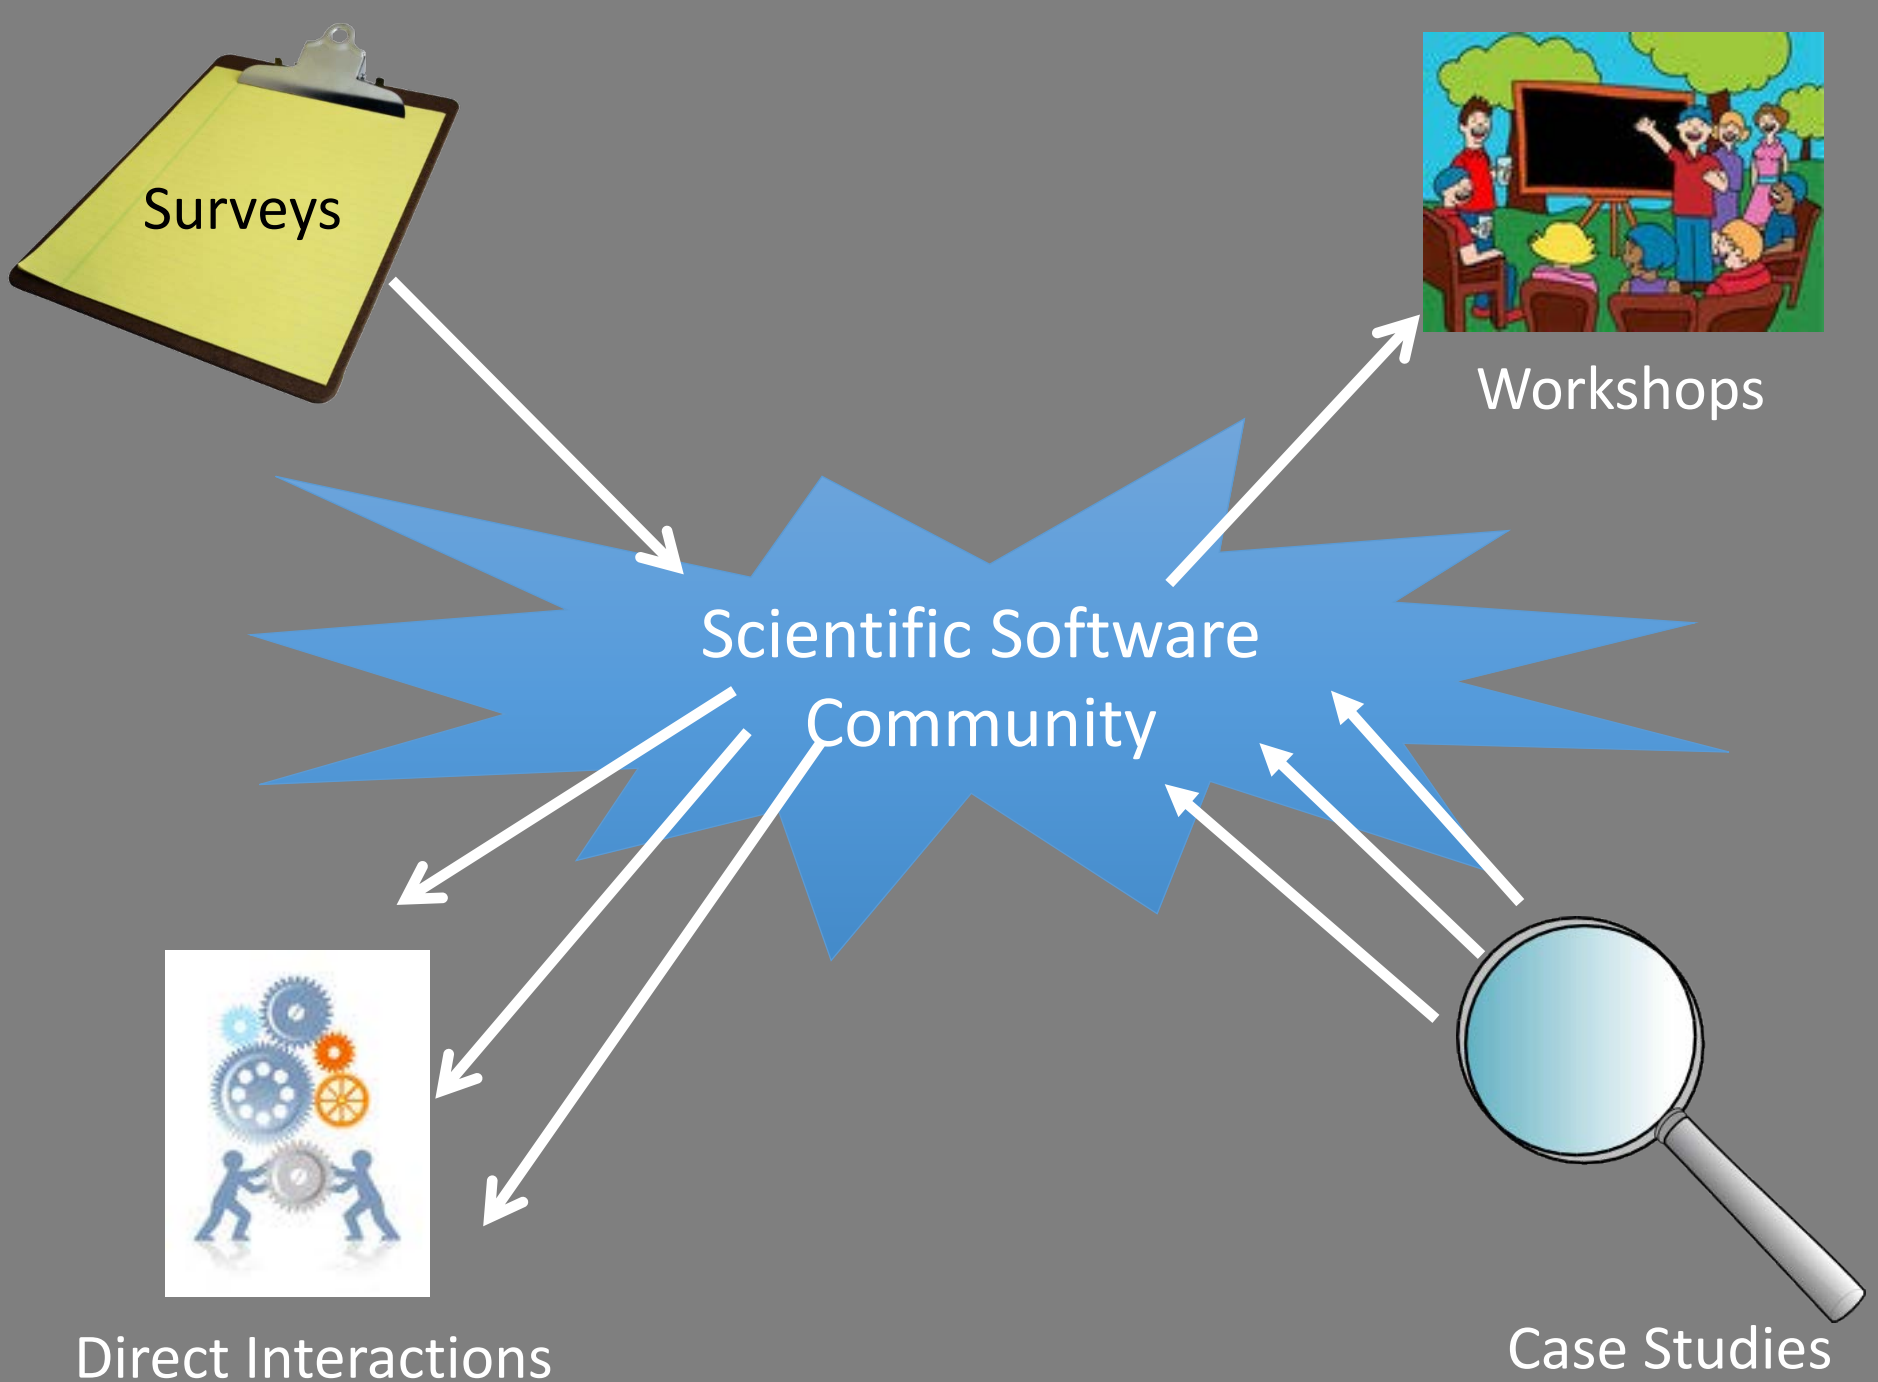 Surveys
Workshops
Scientific Software
Community
Direct Interactions
Case Studies